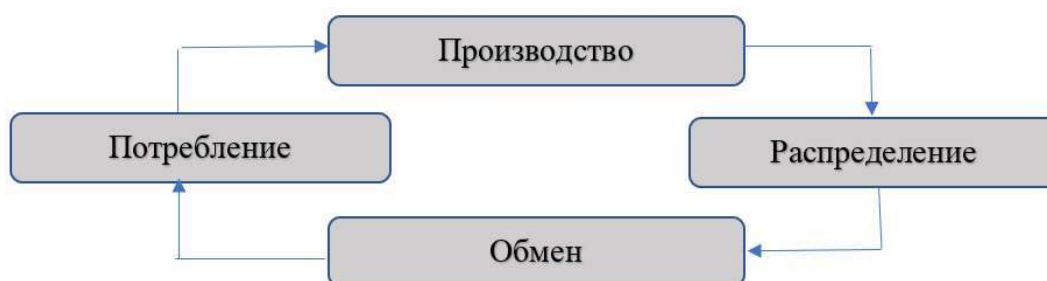 Производство
Потребление
Распределение
Обмен